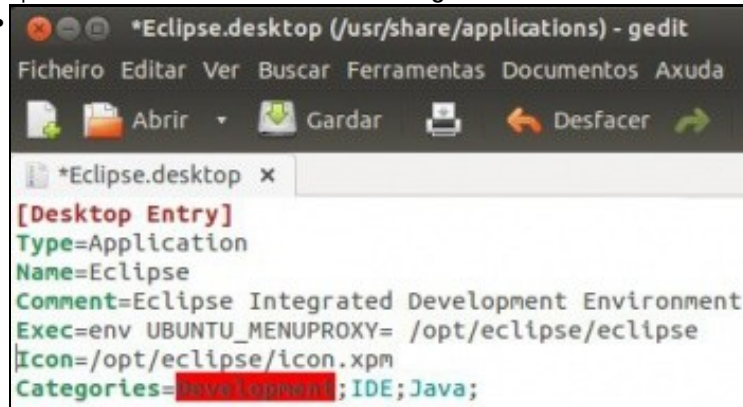 *Eclipse.desktop (/usr/share/applications) - gedit
Ficheiro Editar Ver Buscar Ferramentas Documentos Axuda
Abrir Gardar Desfacer
*Eclipse.desktop x
[Desktop Entry]
Type=Application
Name=Eclipse
Comment=Eclipse Integrated Development Environment
Exec=env UBUNTU_MENUPROXY= /opt/eclipse/eclipse
Icon=/opt/eclipse/icon.xpm
Categories=Development;IDE;Java;